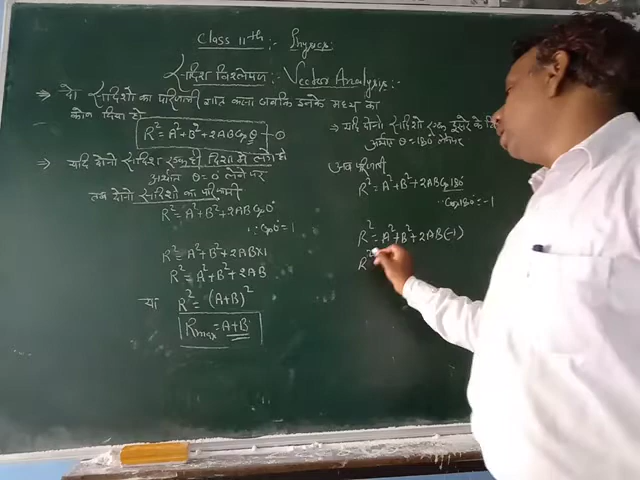 Class 11th :- Physics:
सदिश विश्लेषण :- Vector Analysis :-
⇒ दो सदिशों का परिणामी ज्ञात करना जबकि इनके मध्य का
कोण दिया हो
R² = A² + B² + 2AB Cos θ — ①
⇒ यदि दोनों सदिश एक ही दिशा में लगे हों
अर्थात θ = 0° लेने पर
तब दोनों सदिशों का परिणामी
R² = A² + B² + 2AB Cos 0°
∵ Cos 0° = 1
R² = A² + B² + 2AB×1
R² = A² + B² + 2AB
या R² = (A+B)²
Rmax = A+B
⇒ यदि दोनों सदिश एक दूसरे के
अर्थात θ = 180° लेने पर
अब परिणामी
R² = A² + B² + 2AB Cos 180°
∵ Cos 180° = -1
R² = A² + B² + 2AB(-1)
R²